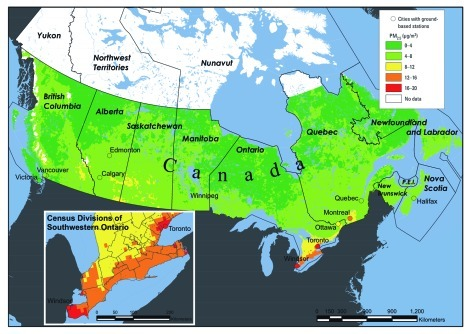 Yukon
Northwest
Territories
Nunavut
Cities with ground-
based stations
PM2.5 (µg/m³)
0–4
4–8
8–12
12–16
16–20
No data
British
Columbia
Alberta
Saskatchewan
Manitoba
Ontario
Quebec
Newfoundland
and Labrador
Edmonton
Canada
Calgary
Vancouver
Victoria
Winnipeg
P.E.I.
Nova
Scotia
New
Brunswick
Halifax
Quebec
Montreal
Ottawa
Toronto
Windsor
Census Divisions of
Southwestern Ontario
Toronto
Windsor
Kilometers
0
300
600
900
1,200
Kilometers